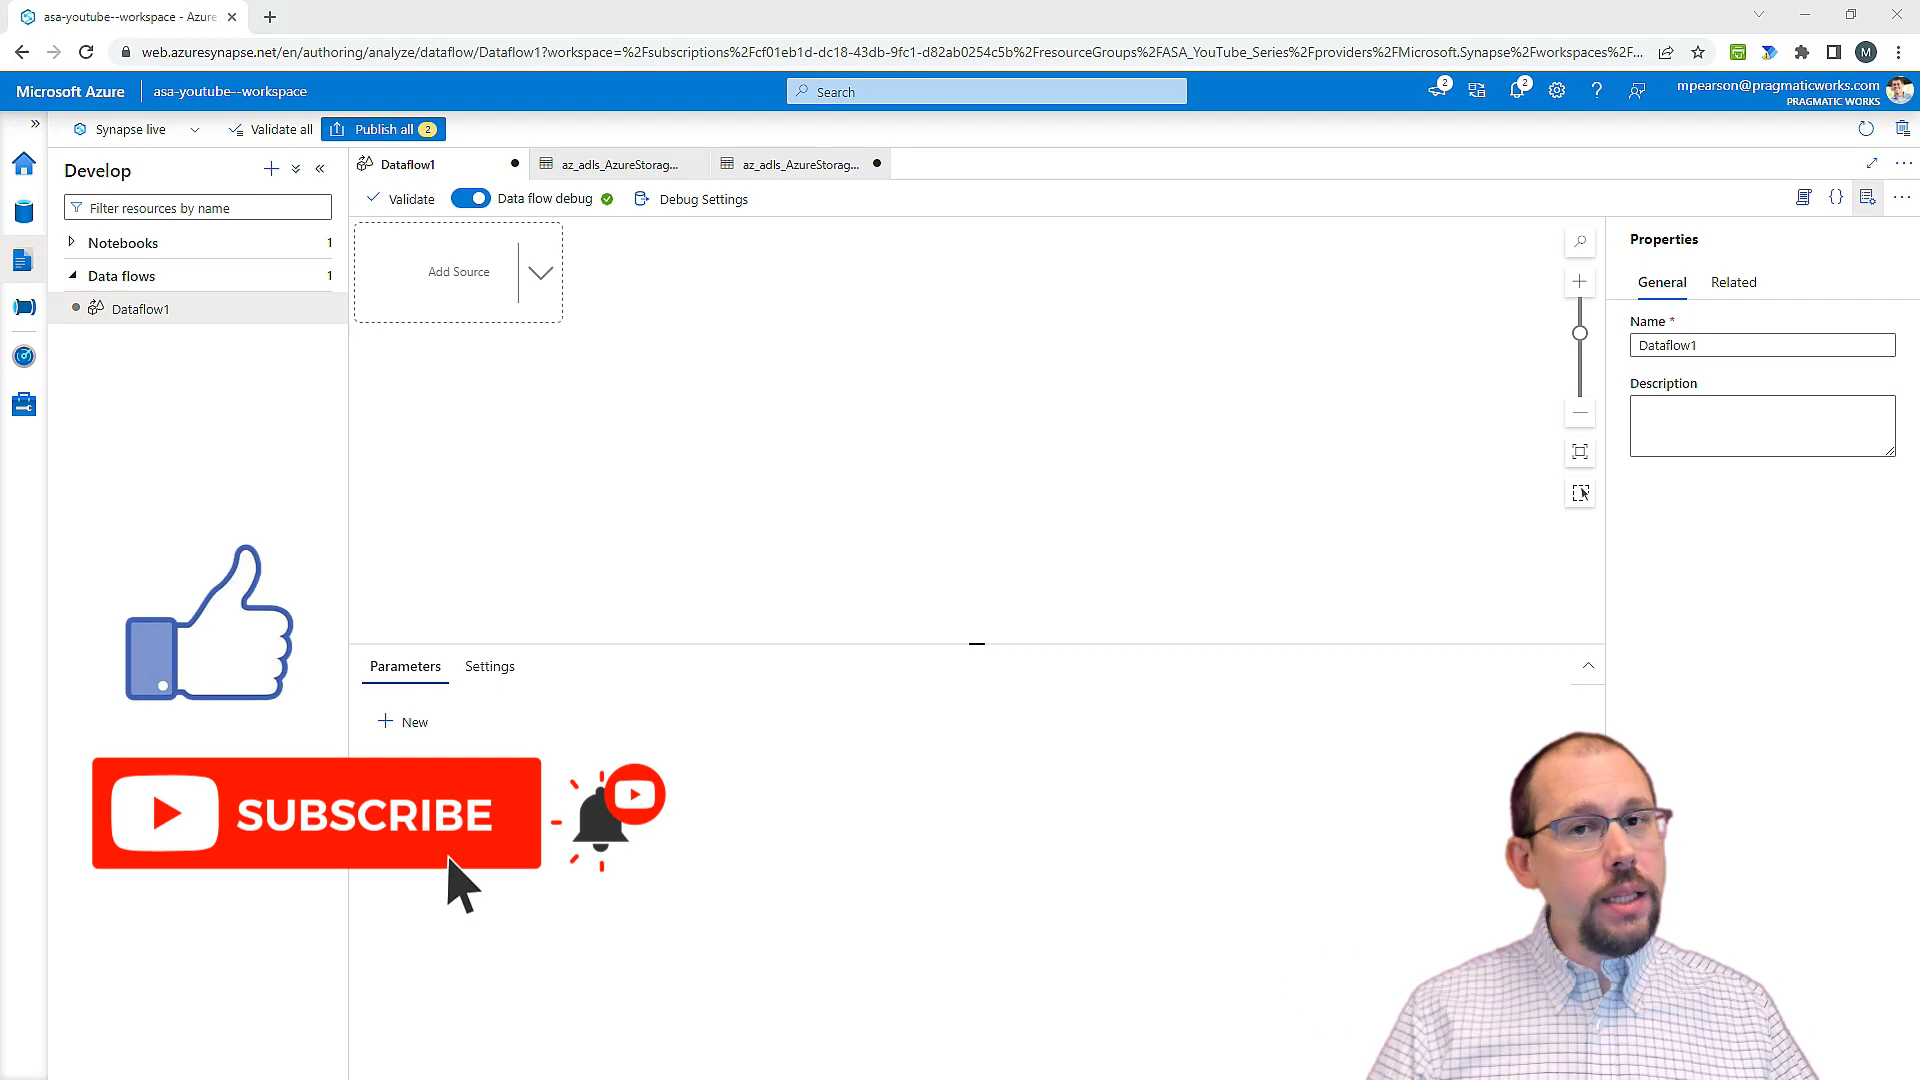 asa-youtube--workspace - Azure
web.azuresynapse.net/en/authoring/analyze/dataflow/Dataflow1?workspace=%2Fsubscriptions%2Fcf01eb1d-dc18-43db-9fc1-d82ab0254c5b%2FresourceGroups%2FASA_YouTube_Series%2Fproviders%2FMicrosoft.Synapse%2Fworkspaces%2F...
M
Microsoft Azure
asa-youtube--workspace
Search
2
2
mpearson@pragmaticworks.com
PRAGMATIC WORKS
Synapse live
Validate all
Publish all 2
Develop
Dataflow1
az_adls_AzureStorag...
az_adls_AzureStorag...
Validate
Data flow debug
Debug Settings
Filter resources by name
Notebooks 1
Data flows 1
Dataflow1
Add Source
Properties
General
Related
Name *
Dataflow1
Description
Parameters
Settings
New
SUBSCRIBE